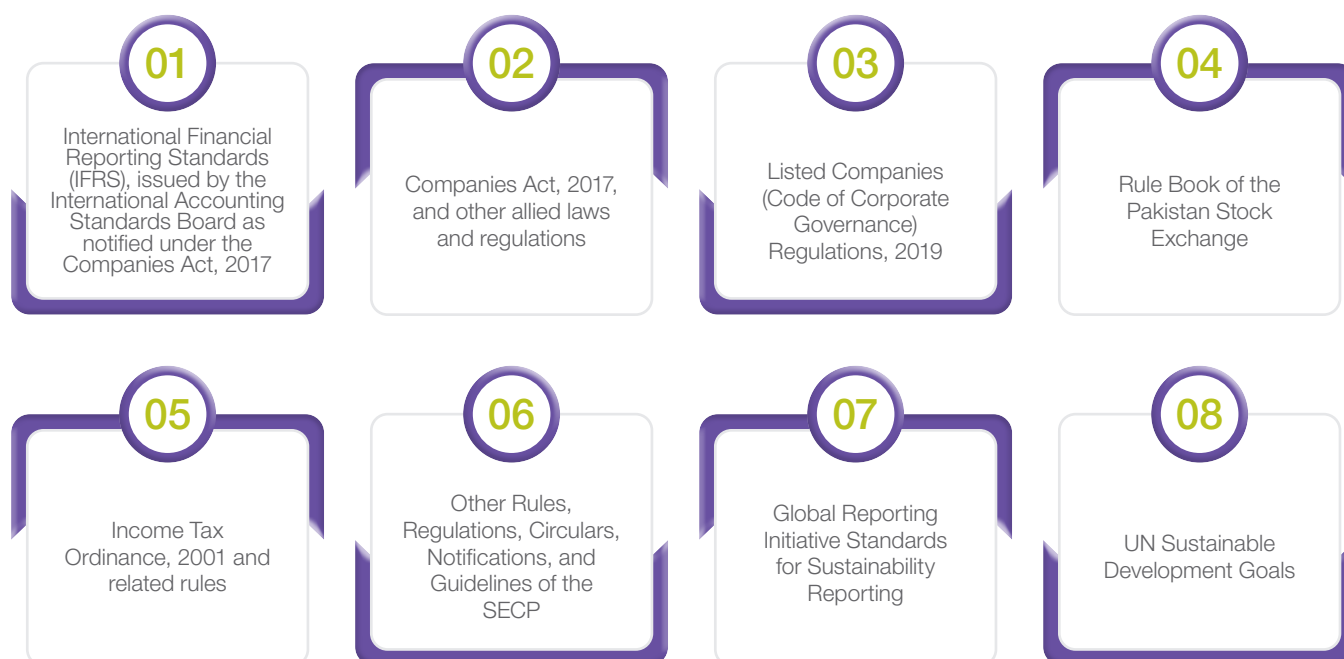 01
International Financial
Reporting Standards
(IFRS), issued by the
International Accounting
Standards Board as
notified under the
Companies Act, 2017
02
Companies Act, 2017,
and other allied laws
and regulations
03
Listed Companies
(Code of Corporate
Governance)
Regulations, 2019
04
Rule Book of the
Pakistan Stock
Exchange
05
Income Tax
Ordinance, 2001 and
related rules
06
Other Rules,
Regulations, Circulars,
Notifications, and
Guidelines of the
SECP
07
Global Reporting
Initiative Standards
for Sustainability
Reporting
08
UN Sustainable
Development Goals